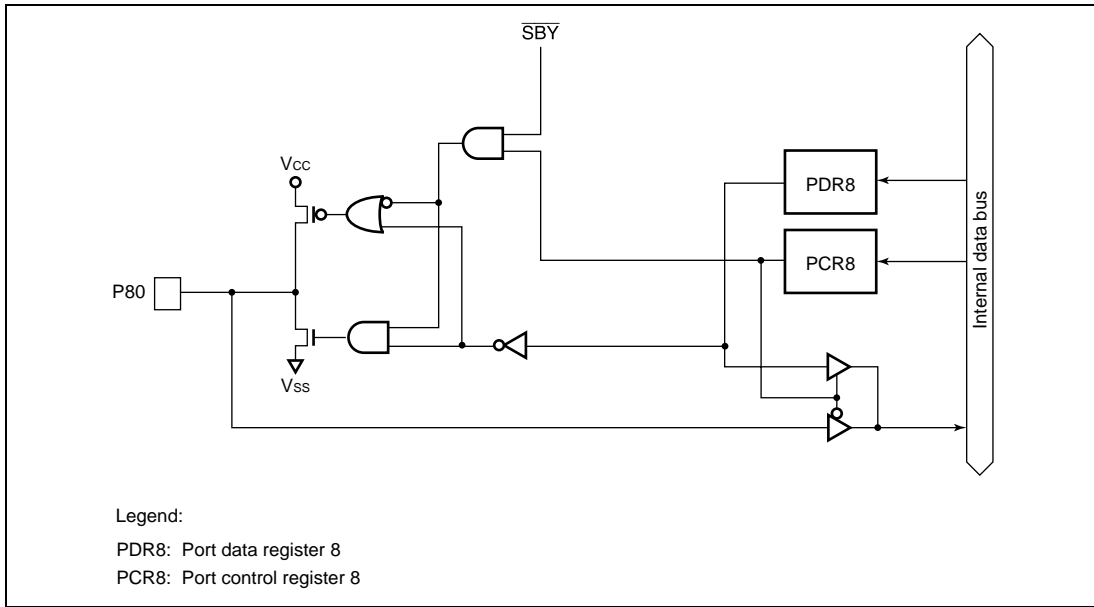 SBY
VCC
PDR8
PCR8
P80
VSS
Internal data bus
Legend:
PDR8: Port data register 8
PCR8: Port control register 8